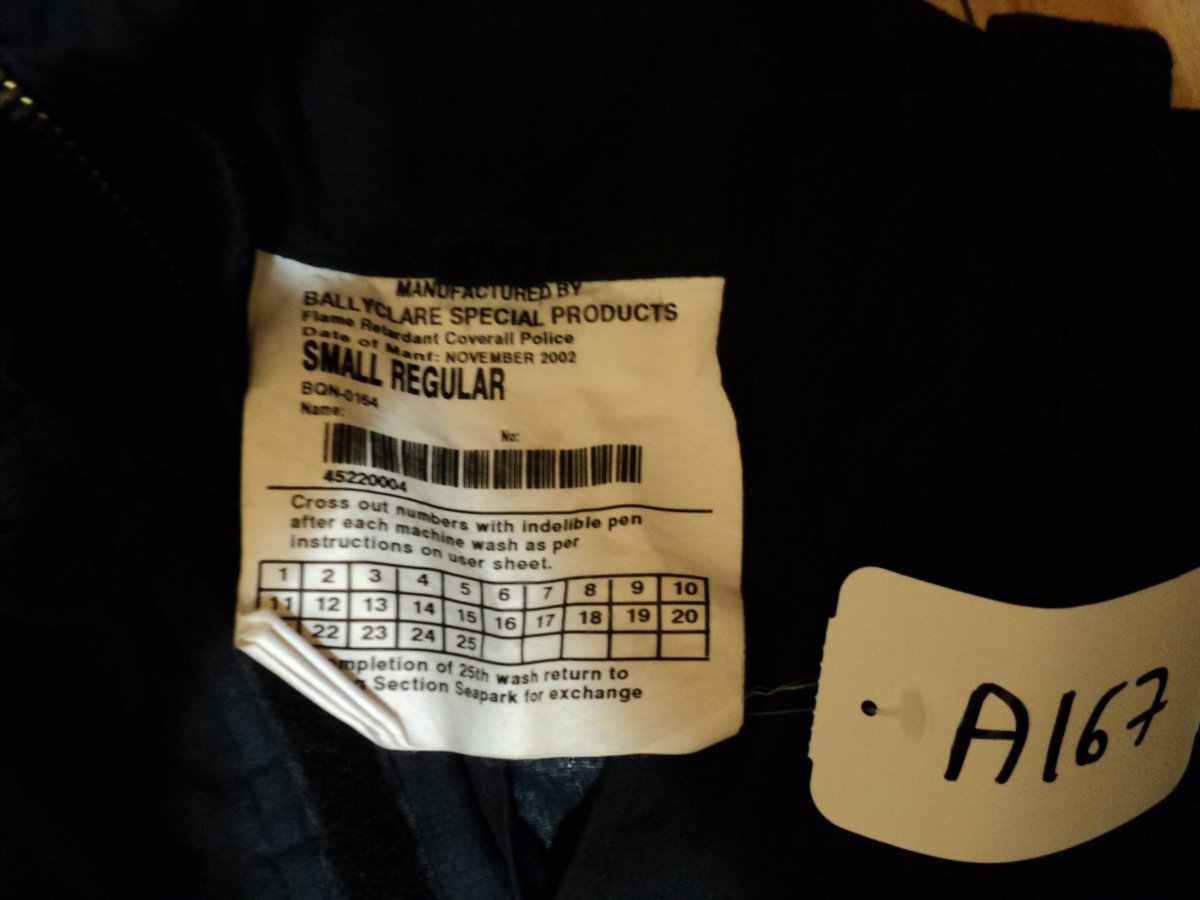 MANUFACTURED BY
BALLYCLARE SPECIAL PRODUCTS
Flame Retardant Coverall Police
Date of Manf: NOVEMBER 2002
SMALL REGULAR
BQN-0164
Name:
No:
45220004
Cross out numbers with indelible pen
after each machine wash as per
instructions on user sheet.
1 2 3 4 5 6 7 8 9 10
11 12 13 14 15 16 17 18 19 20
22 23 24 25
mpletion of 25th wash return to
Section Seapark for exchange
A167